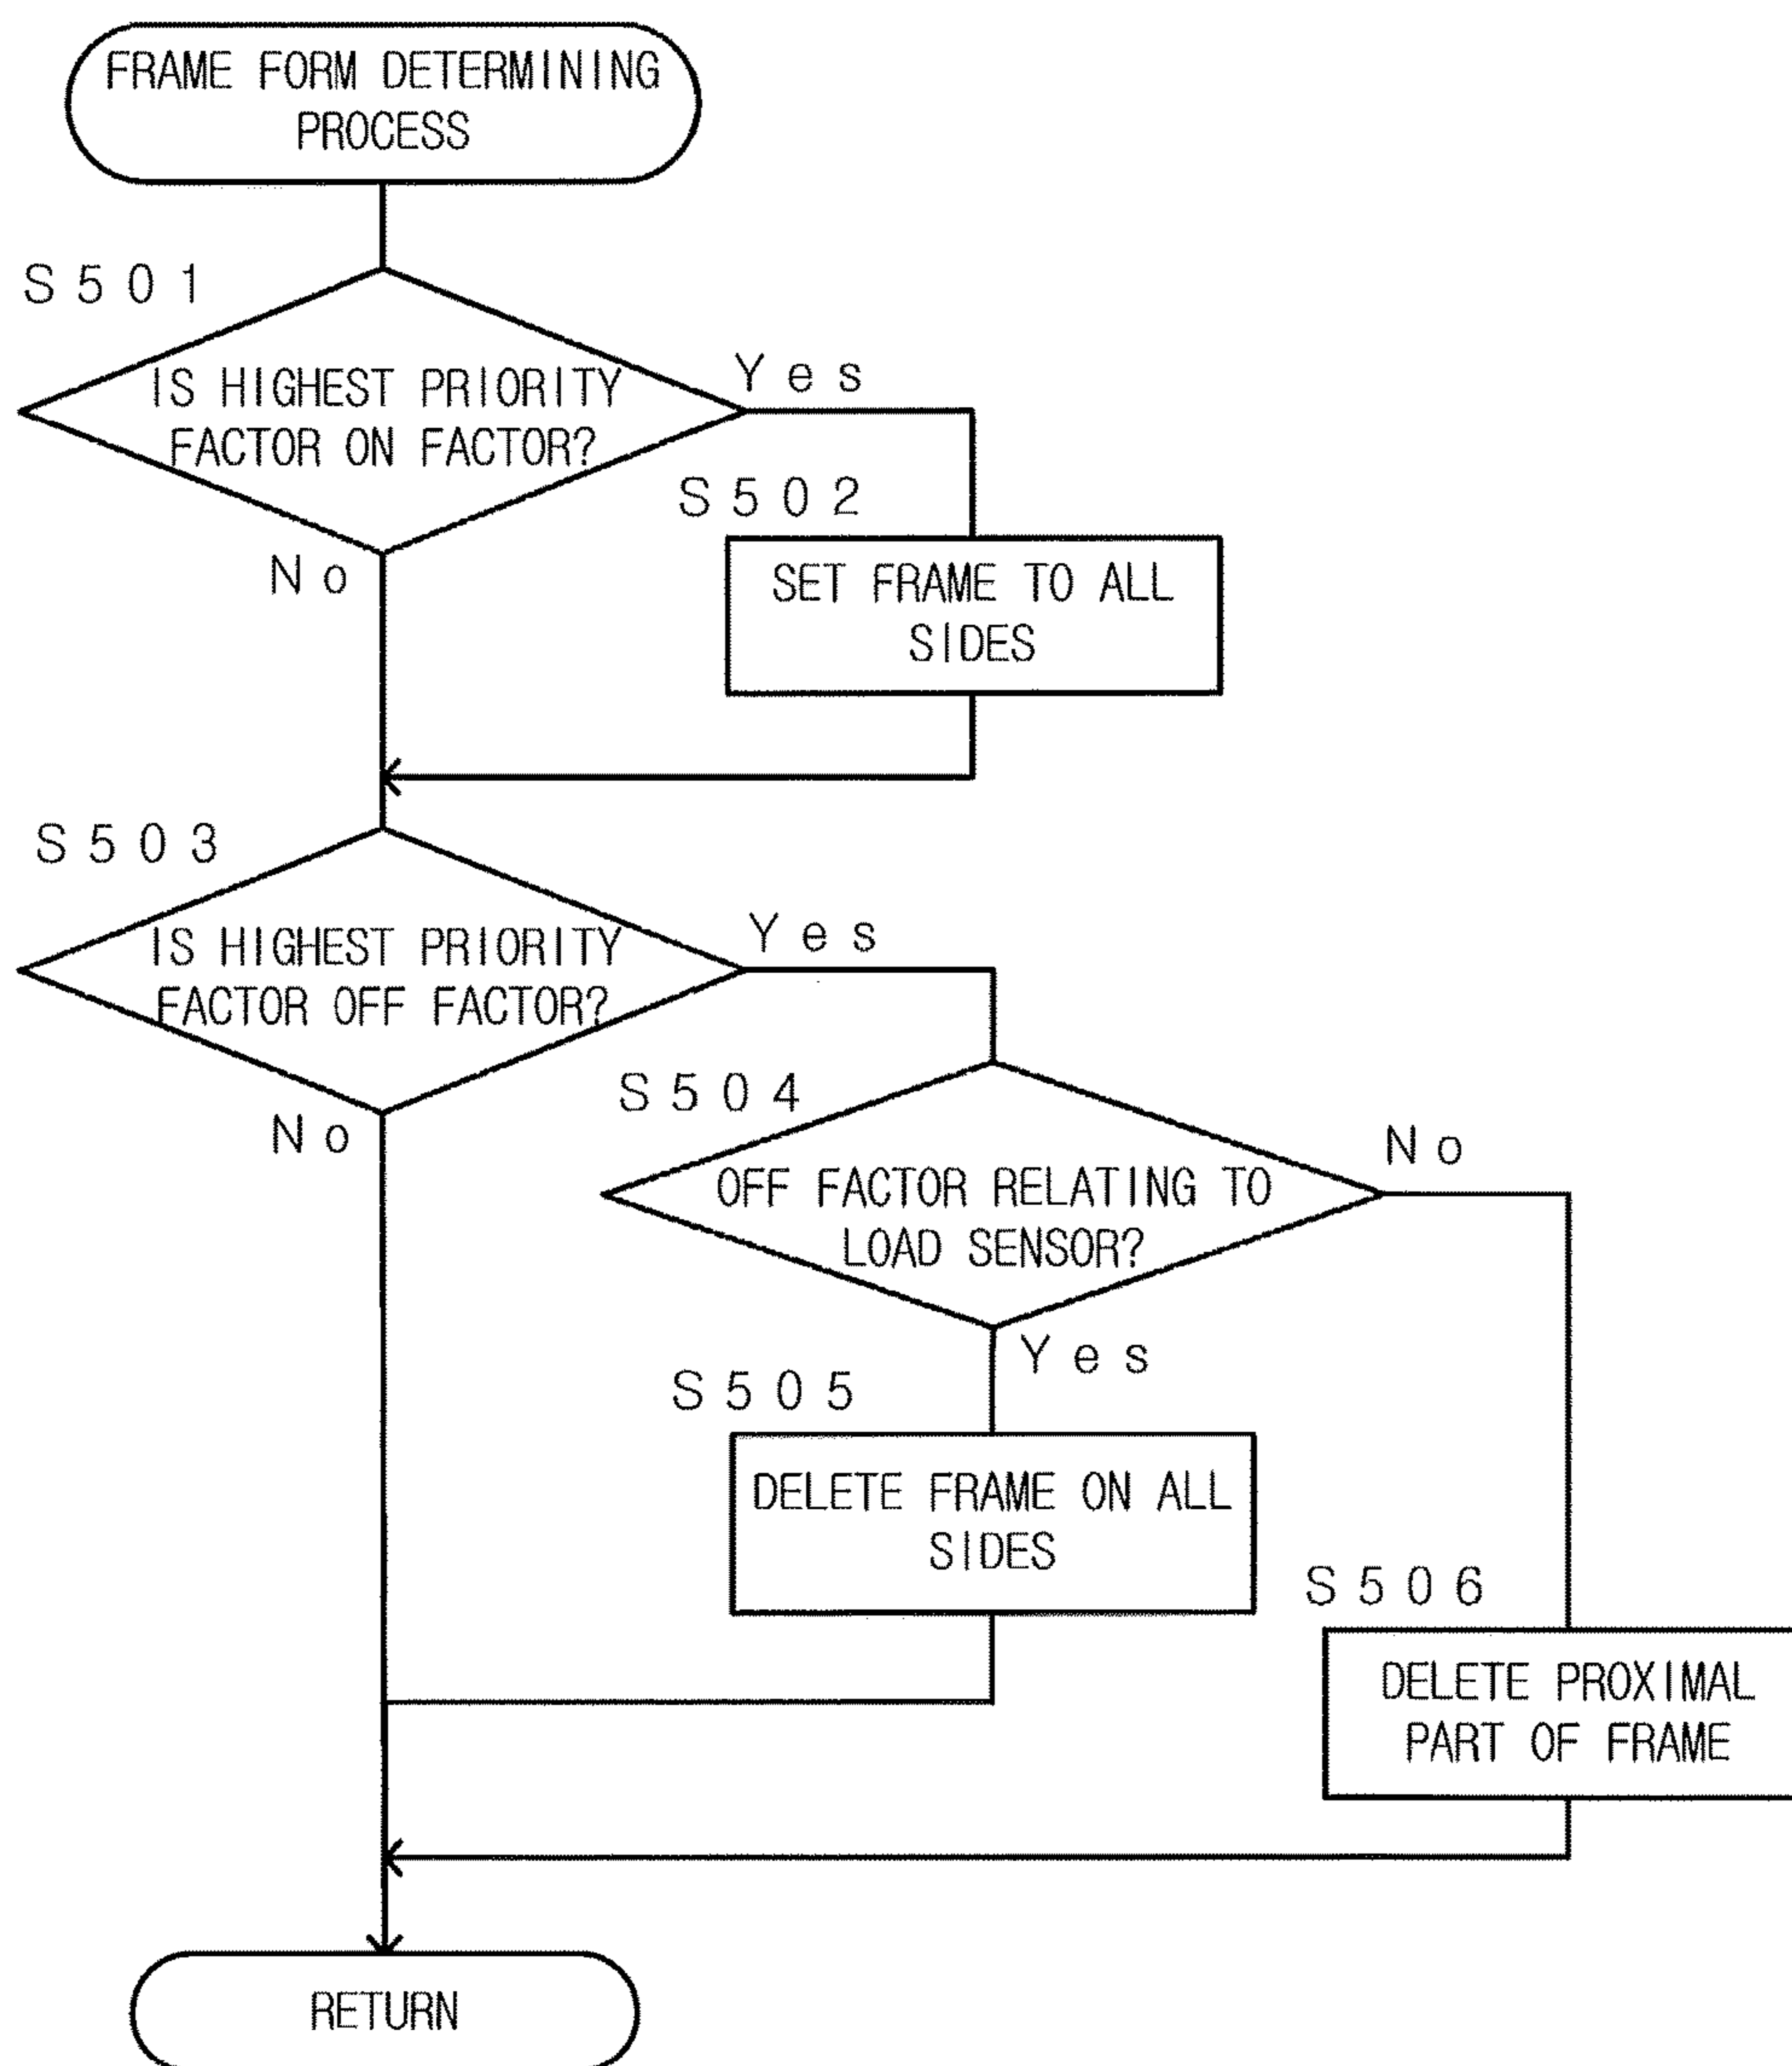 FRAME FORM DETERMINING
PROCESS
S501
IS HIGHEST PRIORITY
FACTOR ON FACTOR?
Yes
S502
SET FRAME TO ALL
SIDES
No
S503
IS HIGHEST PRIORITY
FACTOR OFF FACTOR?
Yes
No
S504
OFF FACTOR RELATING TO
LOAD SENSOR?
No
Yes
S505
DELETE FRAME ON ALL
SIDES
S506
DELETE PROXIMAL
PART OF FRAME
RETURN